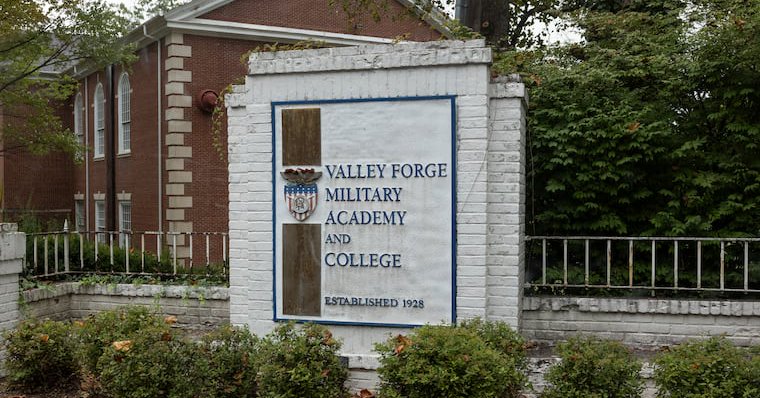 VALLEY FORGE
MILITARY
ACADEMY
AND
COLLEGE
ESTABLISHED 1928